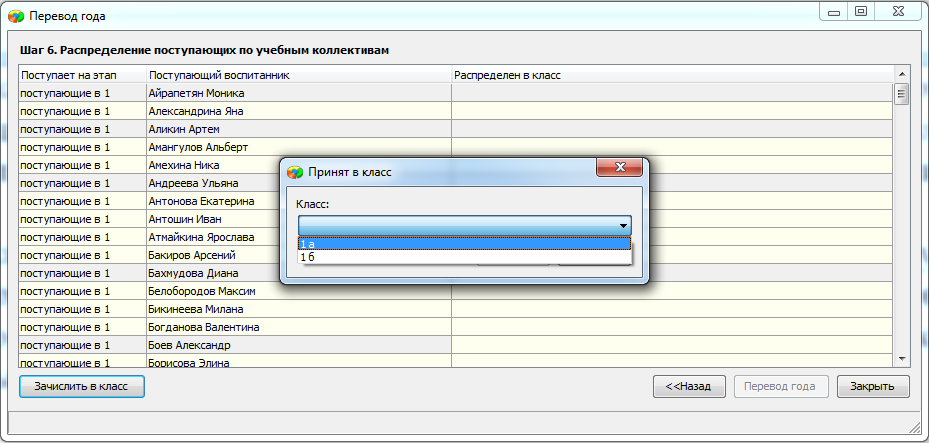 Перевод года
Шаг 6. Распределение поступающих по учебным коллективам
Поступает на этап Поступающий воспитанник Распределен в класс
поступающие в 1 Айрапетян Моника
поступающие в 1 Александрина Яна
поступающие в 1 Аликин Артем
поступающие в 1 Амангулов Альберт
поступающие в 1 Амехина Ника
поступающие в 1 Андреева Ульяна
поступающие в 1 Антонова Екатерина
поступающие в 1 Антошин Иван
поступающие в 1 Атмайкина Ярослава
поступающие в 1 Бакиров Арсений
поступающие в 1 Бахмудова Диана
поступающие в 1 Белобородов Максим
поступающие в 1 Бикинеева Милана
поступающие в 1 Богданова Валентина
поступающие в 1 Боев Александр
поступающие в 1 Борисова Элина
Принят в класс
Класс:
1 а
1 б
Зачислить в класс <<Назад Перевод года Закрыть